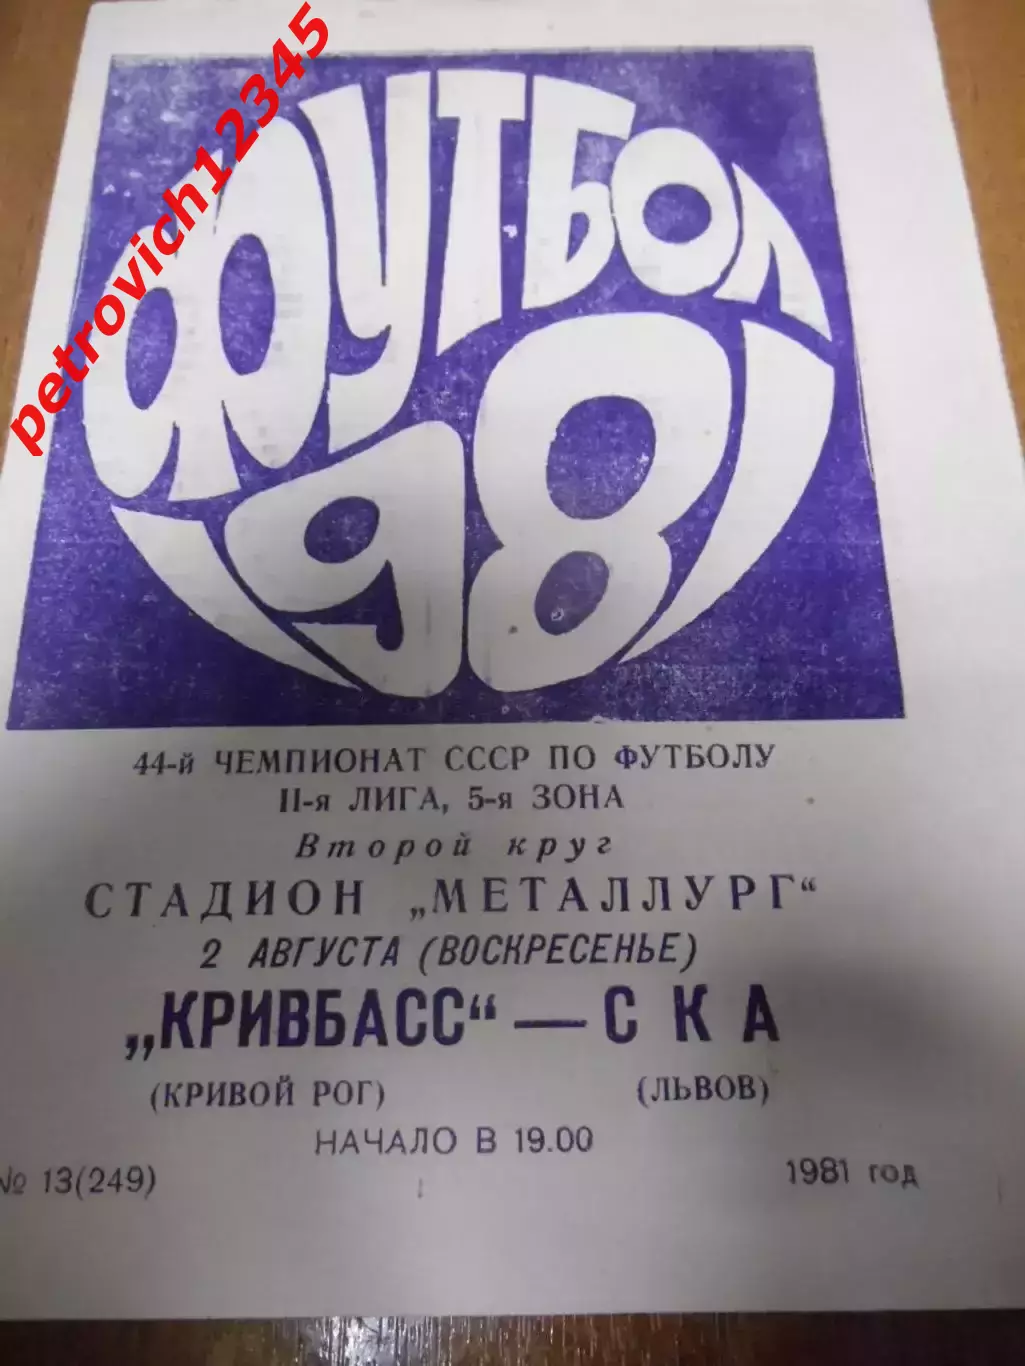 petrovich12345
ФУТБОЛ
1981
44-й ЧЕМПИОНАТ СССР ПО ФУТБОЛУ
II-я ЛИГА, 5-я ЗОНА
Второй круг
СТАДИОН „МЕТАЛЛУРГ“
2 АВГУСТА (ВОСКРЕСЕНЬЕ)
„КРИВБАСС“ — СКА
(КРИВОЙ РОГ) (ЛЬВОВ)
НАЧАЛО В 19.00
№ 13(249) 1981 год